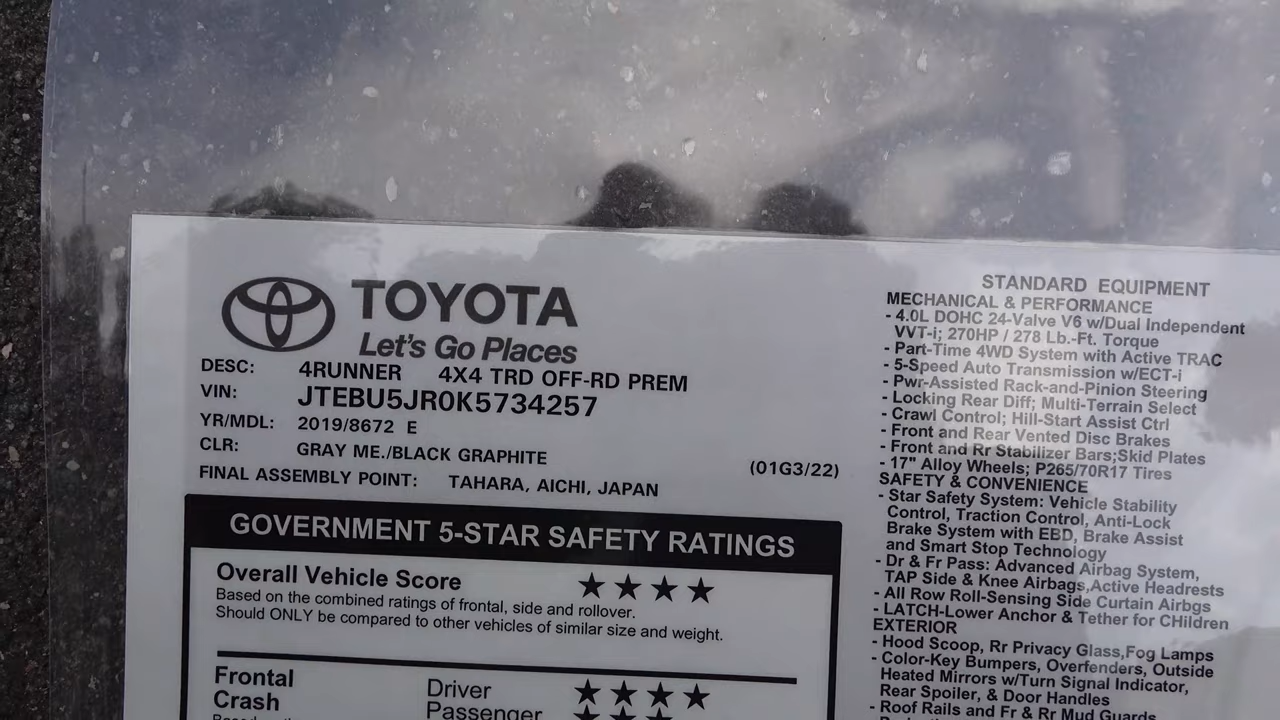 TOYOTA
Let's Go Places
DESC: 4RUNNER 4X4 TRD OFF-RD PREM
VIN: JTEBU5JR0K5734257
YR/MDL: 2019/8672 E
CLR: GRAY ME./BLACK GRAPHITE
(01G3/22)
FINAL ASSEMBLY POINT: TAHARA, AICHI, JAPAN
GOVERNMENT 5-STAR SAFETY RATINGS
Overall Vehicle Score ★ ★ ★ ★
Based on the combined ratings of frontal, side and rollover.
Should ONLY be compared to other vehicles of similar size and weight.
Frontal
Crash
Driver ★ ★ ★ ★
Passenger
STANDARD EQUIPMENT
MECHANICAL & PERFORMANCE
- 4.0L DOHC 24-Valve V6 w/Dual Independent
VVT-i; 270HP / 278 Lb.-Ft. Torque
- Part-Time 4WD System with Active TRAC
- 5-Speed Auto Transmission w/ECT-i
- Pwr-Assisted Rack-and-Pinion Steering
- Locking Rear Diff; Multi-Terrain Select
- Crawl Control; Hill-Start Assist Ctrl
- Front and Rear Vented Disc Brakes
- Front and Rr Stabilizer Bars;Skid Plates
- 17" Alloy Wheels; P265/70R17 Tires
SAFETY & CONVENIENCE
- Star Safety System: Vehicle Stability
Control, Traction Control, Anti-Lock
Brake System with EBD, Brake Assist
and Smart Stop Technology
- Dr & Fr Pass: Advanced Airbag System,
TAP Side & Knee Airbags,Active Headrests
- All Row Roll-Sensing Side Curtain Airbgs
- LATCH-Lower Anchor & Tether for CHildren
EXTERIOR
- Hood Scoop, Rr Privacy Glass,Fog Lamps
- Color-Key Bumpers, Overfenders, Outside
Heated Mirrors w/Turn Signal Indicator,
Rear Spoiler, & Door Handles
- Roof Rails and Fr & Rr Mud Guards